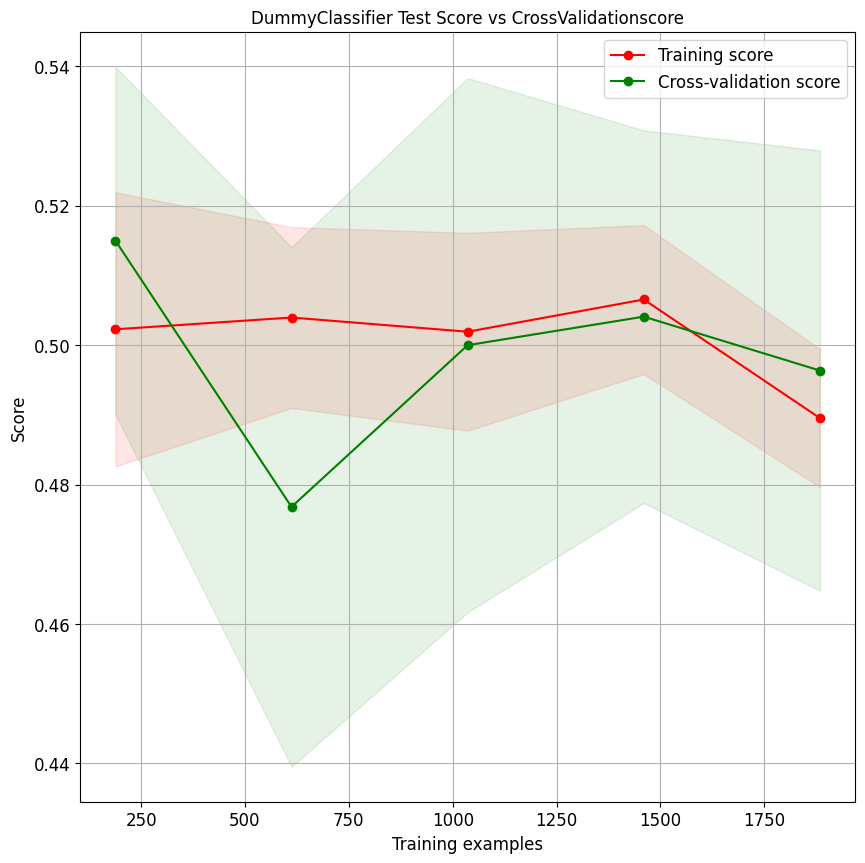 DummyClassifier Test Score vs CrossValidationscore
Training score
Cross-validation score
Score
0.54
0.52
0.50
0.48
0.46
0.44
250 500 750 1000 1250 1500 1750
Training examples